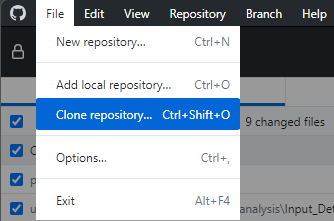 File Edit View Repository Branch Help
New repository... Ctrl+N
Add local repository... Ctrl+O
Clone repository... Ctrl+Shift+O
9 changed files
Options... Ctrl+,
Exit Alt+F4
analysis\Input_Det